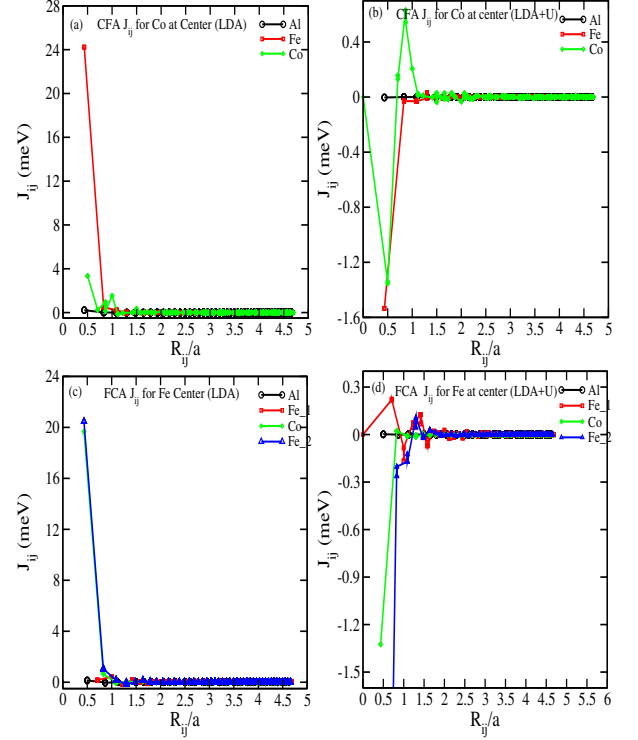 (a) CFA J_ij for Co at Center (LDA)
Al
Fe
Co
28
24
20
16
12
8
4
0
J_ij (meV)
0 0.5 1 1.5 2 2.5 3 3.5 4 4.5 5
R_ij/a
(b) CFA J_ij for Co at center (LDA+U)
Al
Fe
Co
0.4
0
-0.4
-0.8
-1.2
-1.6
J_ij (meV)
0 0.5 1 1.5 2 2.5 3 3.5 4 4.5 5
R_ij/a
(c) FCA J_ij for Fe Center (LDA)
Al
Fe_1
Co
Fe_2
24
20
16
12
8
4
0
J_ij (meV)
0 0.5 1 1.5 2 2.5 3 3.5 4 4.5 5
R_ij/a
(d) FCA J_ij for Fe at center (LDA+U)
Al
Fe_1
Co
Fe_2
0.3
0
-0.3
-0.6
-0.9
-1.2
-1.5
J_ij (meV)
0 0.5 1 1.5 2 2.5 3 3.5 4 4.5 5 5.5 6
R_ij/a